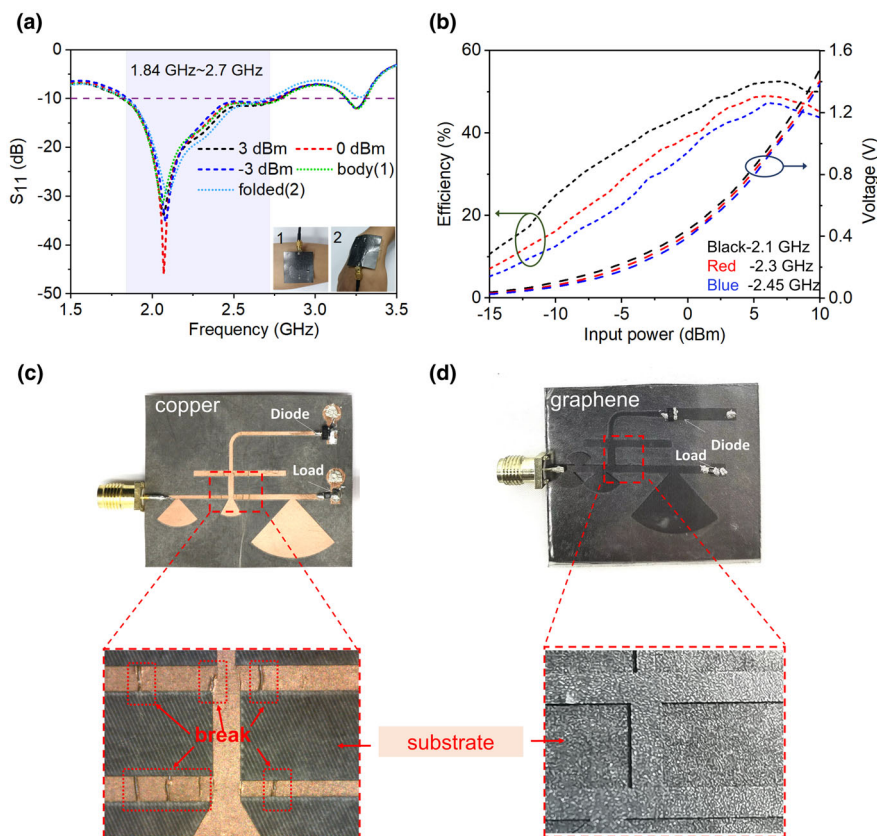 (a)
1.84 GHz~2.7 GHz
3 dBm
0 dBm
-3 dBm
body(1)
folded(2)
1
2
0
-10
-20
-30
-40
-50
S11 (dB)
1.5
2.0
2.5
3.0
3.5
Frequency (GHz)
(b)
60
40
20
0
Efficiency (%)
1.6
1.2
0.8
0.4
0.0
Voltage (V)
Black-2.1 GHz
Red -2.3 GHz
Blue -2.45 GHz
-15
-10
-5
0
5
10
Input power (dBm)
(c)
copper
Diode
Load
break
(d)
graphene
Diode
Load
substrate